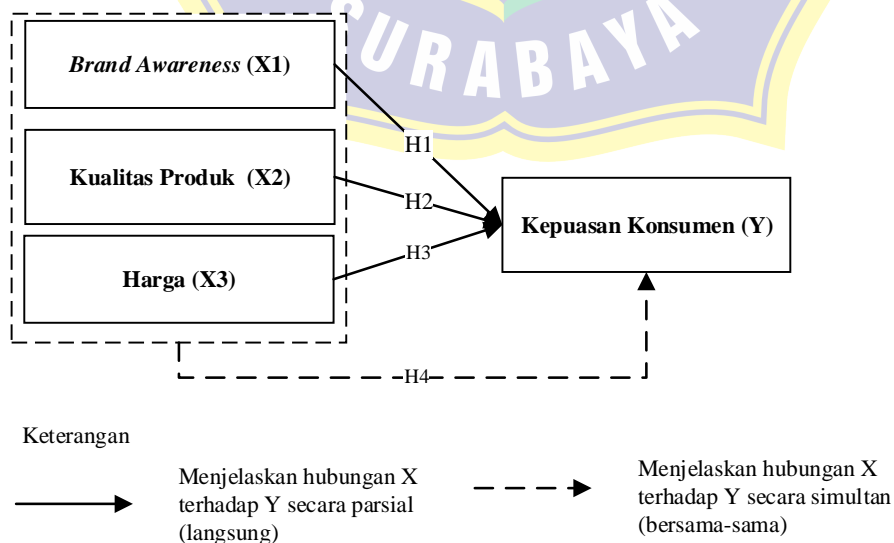 SURABAYA
Brand Awareness (X1)
H1
Kualitas Produk (X2)
H2
Kepuasan Konsumen (Y)
H3
Harga (X3)
H4
Keterangan
Menjelaskan hubungan X
terhadap Y secara parsial
(langsung)
Menjelaskan hubungan X
terhadap Y secara simultan
(bersama-sama)